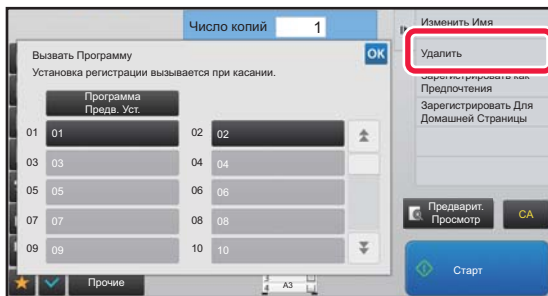 Число копий 1
Изменить Имя
Вызвать Программу
OK
Удалить
Установка регистрации вызывается при касании.
Зарегистрировать как
Предпочтения
Программа
Предв. Уст.
Зарегистрировать Для
Домашней Страницы
01 01 02 02
03 03 04 04
05 05 06 06
07 07 08 08
09 09 10 10
Предварит.
Просмотр
CA
Старт
Прочие
3
4 A3